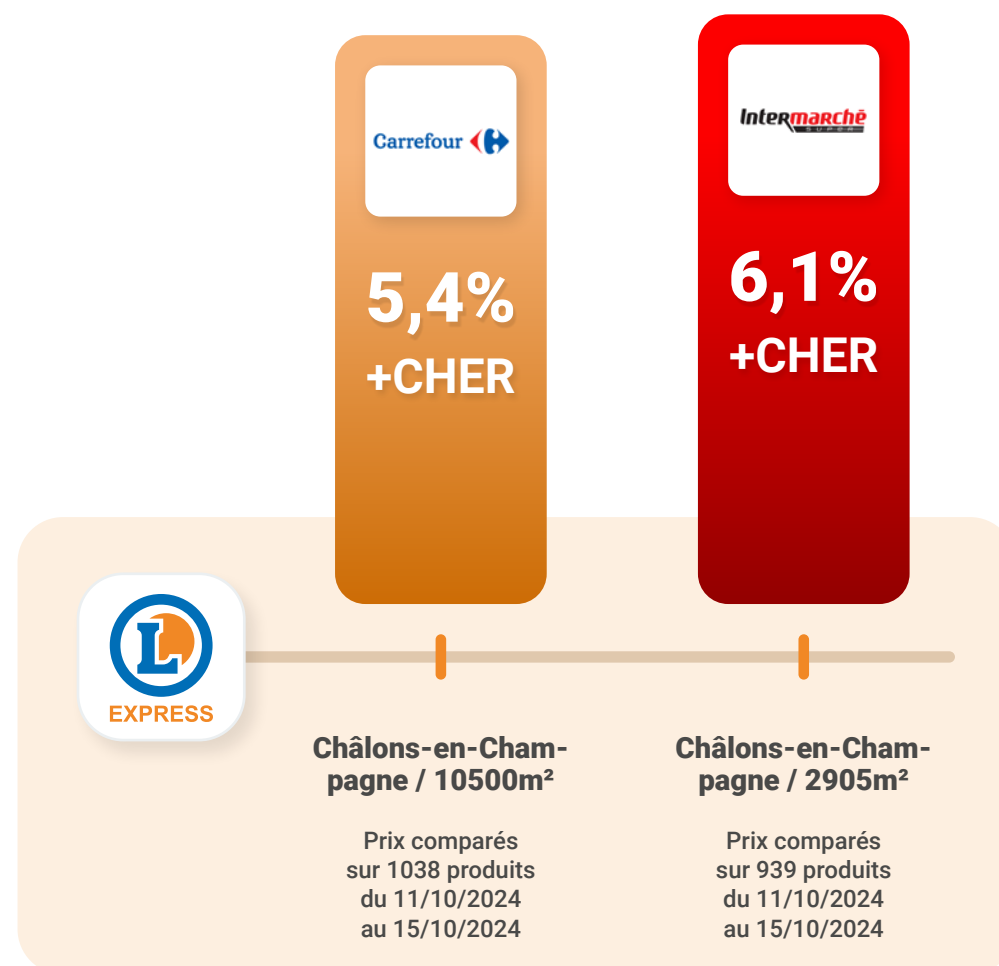 Carrefour
5,4%
+CHER
Intermarchē
SUPER
6,1%
+CHER
L
EXPRESS
Châlons-en-Cham-
pagne / 10500m²
Prix comparés
sur 1038 produits
du 11/10/2024
au 15/10/2024
Châlons-en-Cham-
pagne / 2905m²
Prix comparés
sur 939 produits
du 11/10/2024
au 15/10/2024